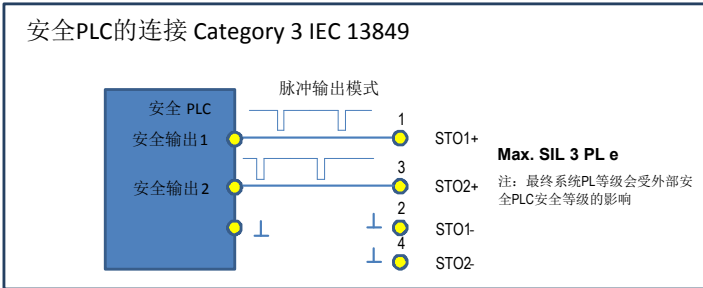 安全PLC的连接 Category 3 IEC 13849
脉冲输出模式
安全 PLC
安全输出1
1
STO1+
Max. SIL 3 PL e
安全输出2
3
STO2+
注：最终系统PL等级会受外部安
全PLC安全等级的影响
2
STO1-
4
STO2-